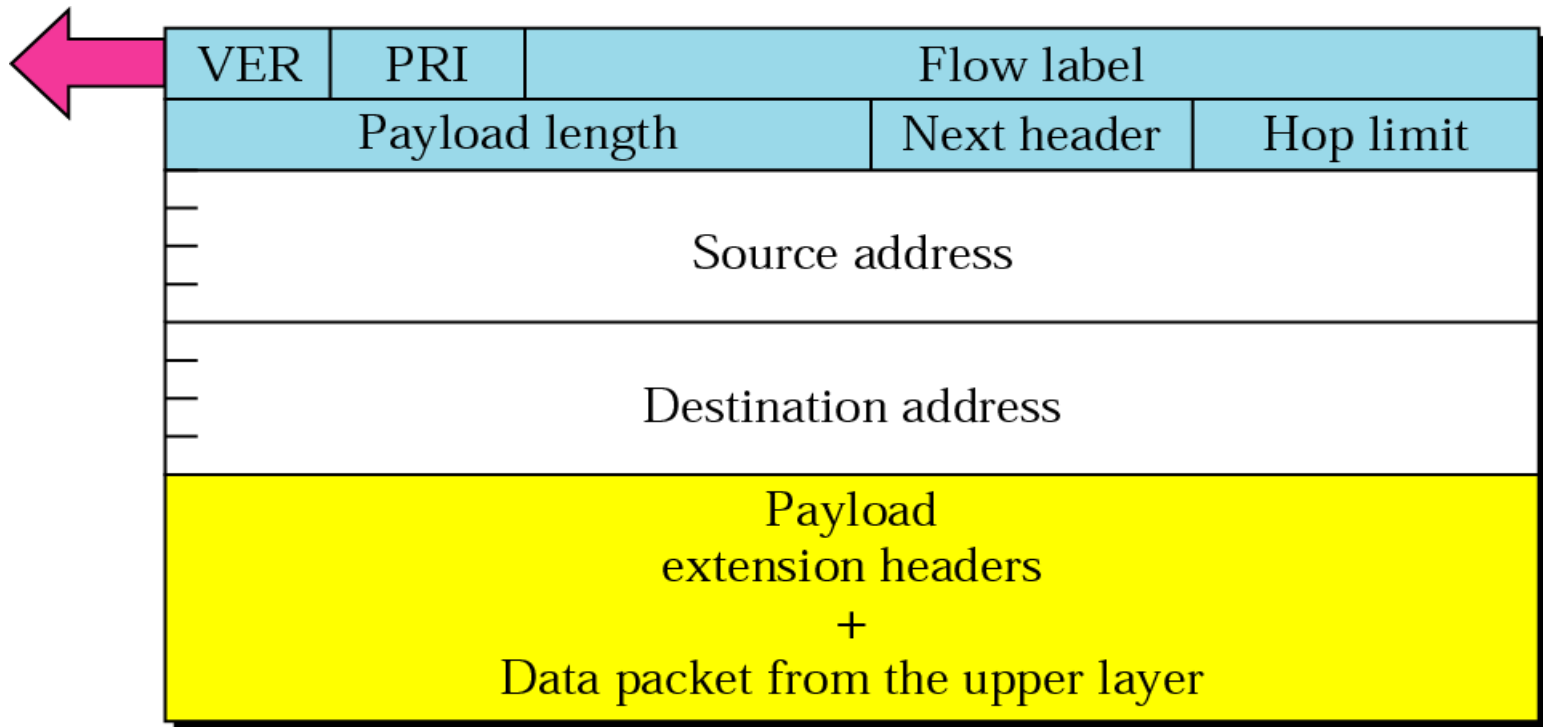 VER PRI Flow label
Payload length Next header Hop limit
Source address
Destination address
Payload
extension headers
+
Data packet from the upper layer